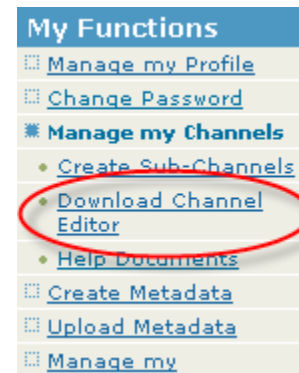 My Functions
Manage my Profile
Change Password
Manage my Channels
Create Sub-Channels
Download Channel
Editor
Help Documents
Create Metadata
Upload Metadata
Manage my